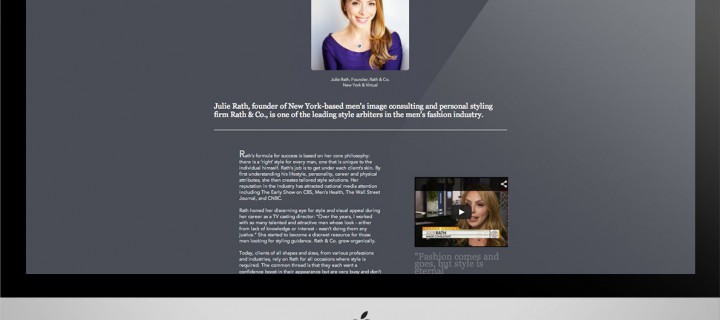 Julie Rath, Founder, Rath & Co.
New York & Virtual
Julie Rath, founder of New York-based men's image consulting and personal styling
firm Rath & Co., is one of the leading style arbiters in the men's fashion industry.
Rath's formula for success is based on her core philosophy:
there is a 'right' style for every man, one that is unique to the
individual himself. Rath's job is to get under each client's skin. By
first understanding his lifestyle, personality, career and physical
attributes, she then creates tailored style solutions. Her
reputation in the industry has attracted national media attention
including The Early Show on CBS, Men's Health, The Wall Street
Journal, and CNBC.
Rath honed her discerning eye for style and visual appeal during
her career as a TV casting director: "Over the years, I worked
with so many talented and attractive men whose look - either
from lack of knowledge or interest - wasn't doing them any
justice." She started to become a discreet resource for those
men looking for styling guidance. Rath & Co. grew organically.
Today, clients of all shapes and sizes, from various professions
and industries, rely on Rath for all occasions where style is
required. The common thread is that they each want a
confidence boost in their appearance but are very busy and don't
JULIE RATH
"Fashion comes and
goes, but style is
eternal